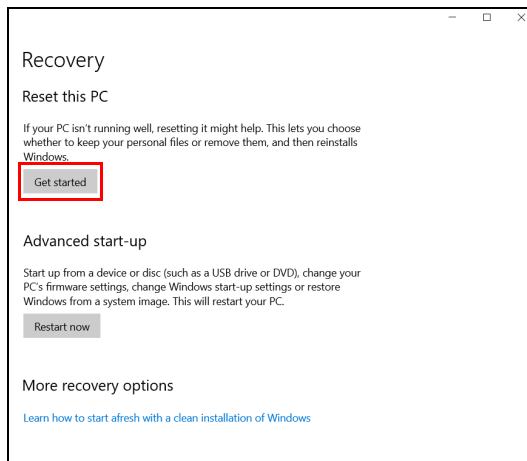 Recovery
Reset this PC
If your PC isn't running well, resetting it might help. This lets you choose
whether to keep your personal files or remove them, and then reinstalls
Windows.
Get started
Advanced start-up
Start up from a device or disc (such as a USB drive or DVD), change your
PC's firmware settings, change Windows start-up settings or restore
Windows from a system image. This will restart your PC.
Restart now
More recovery options
Learn how to start afresh with a clean installation of Windows